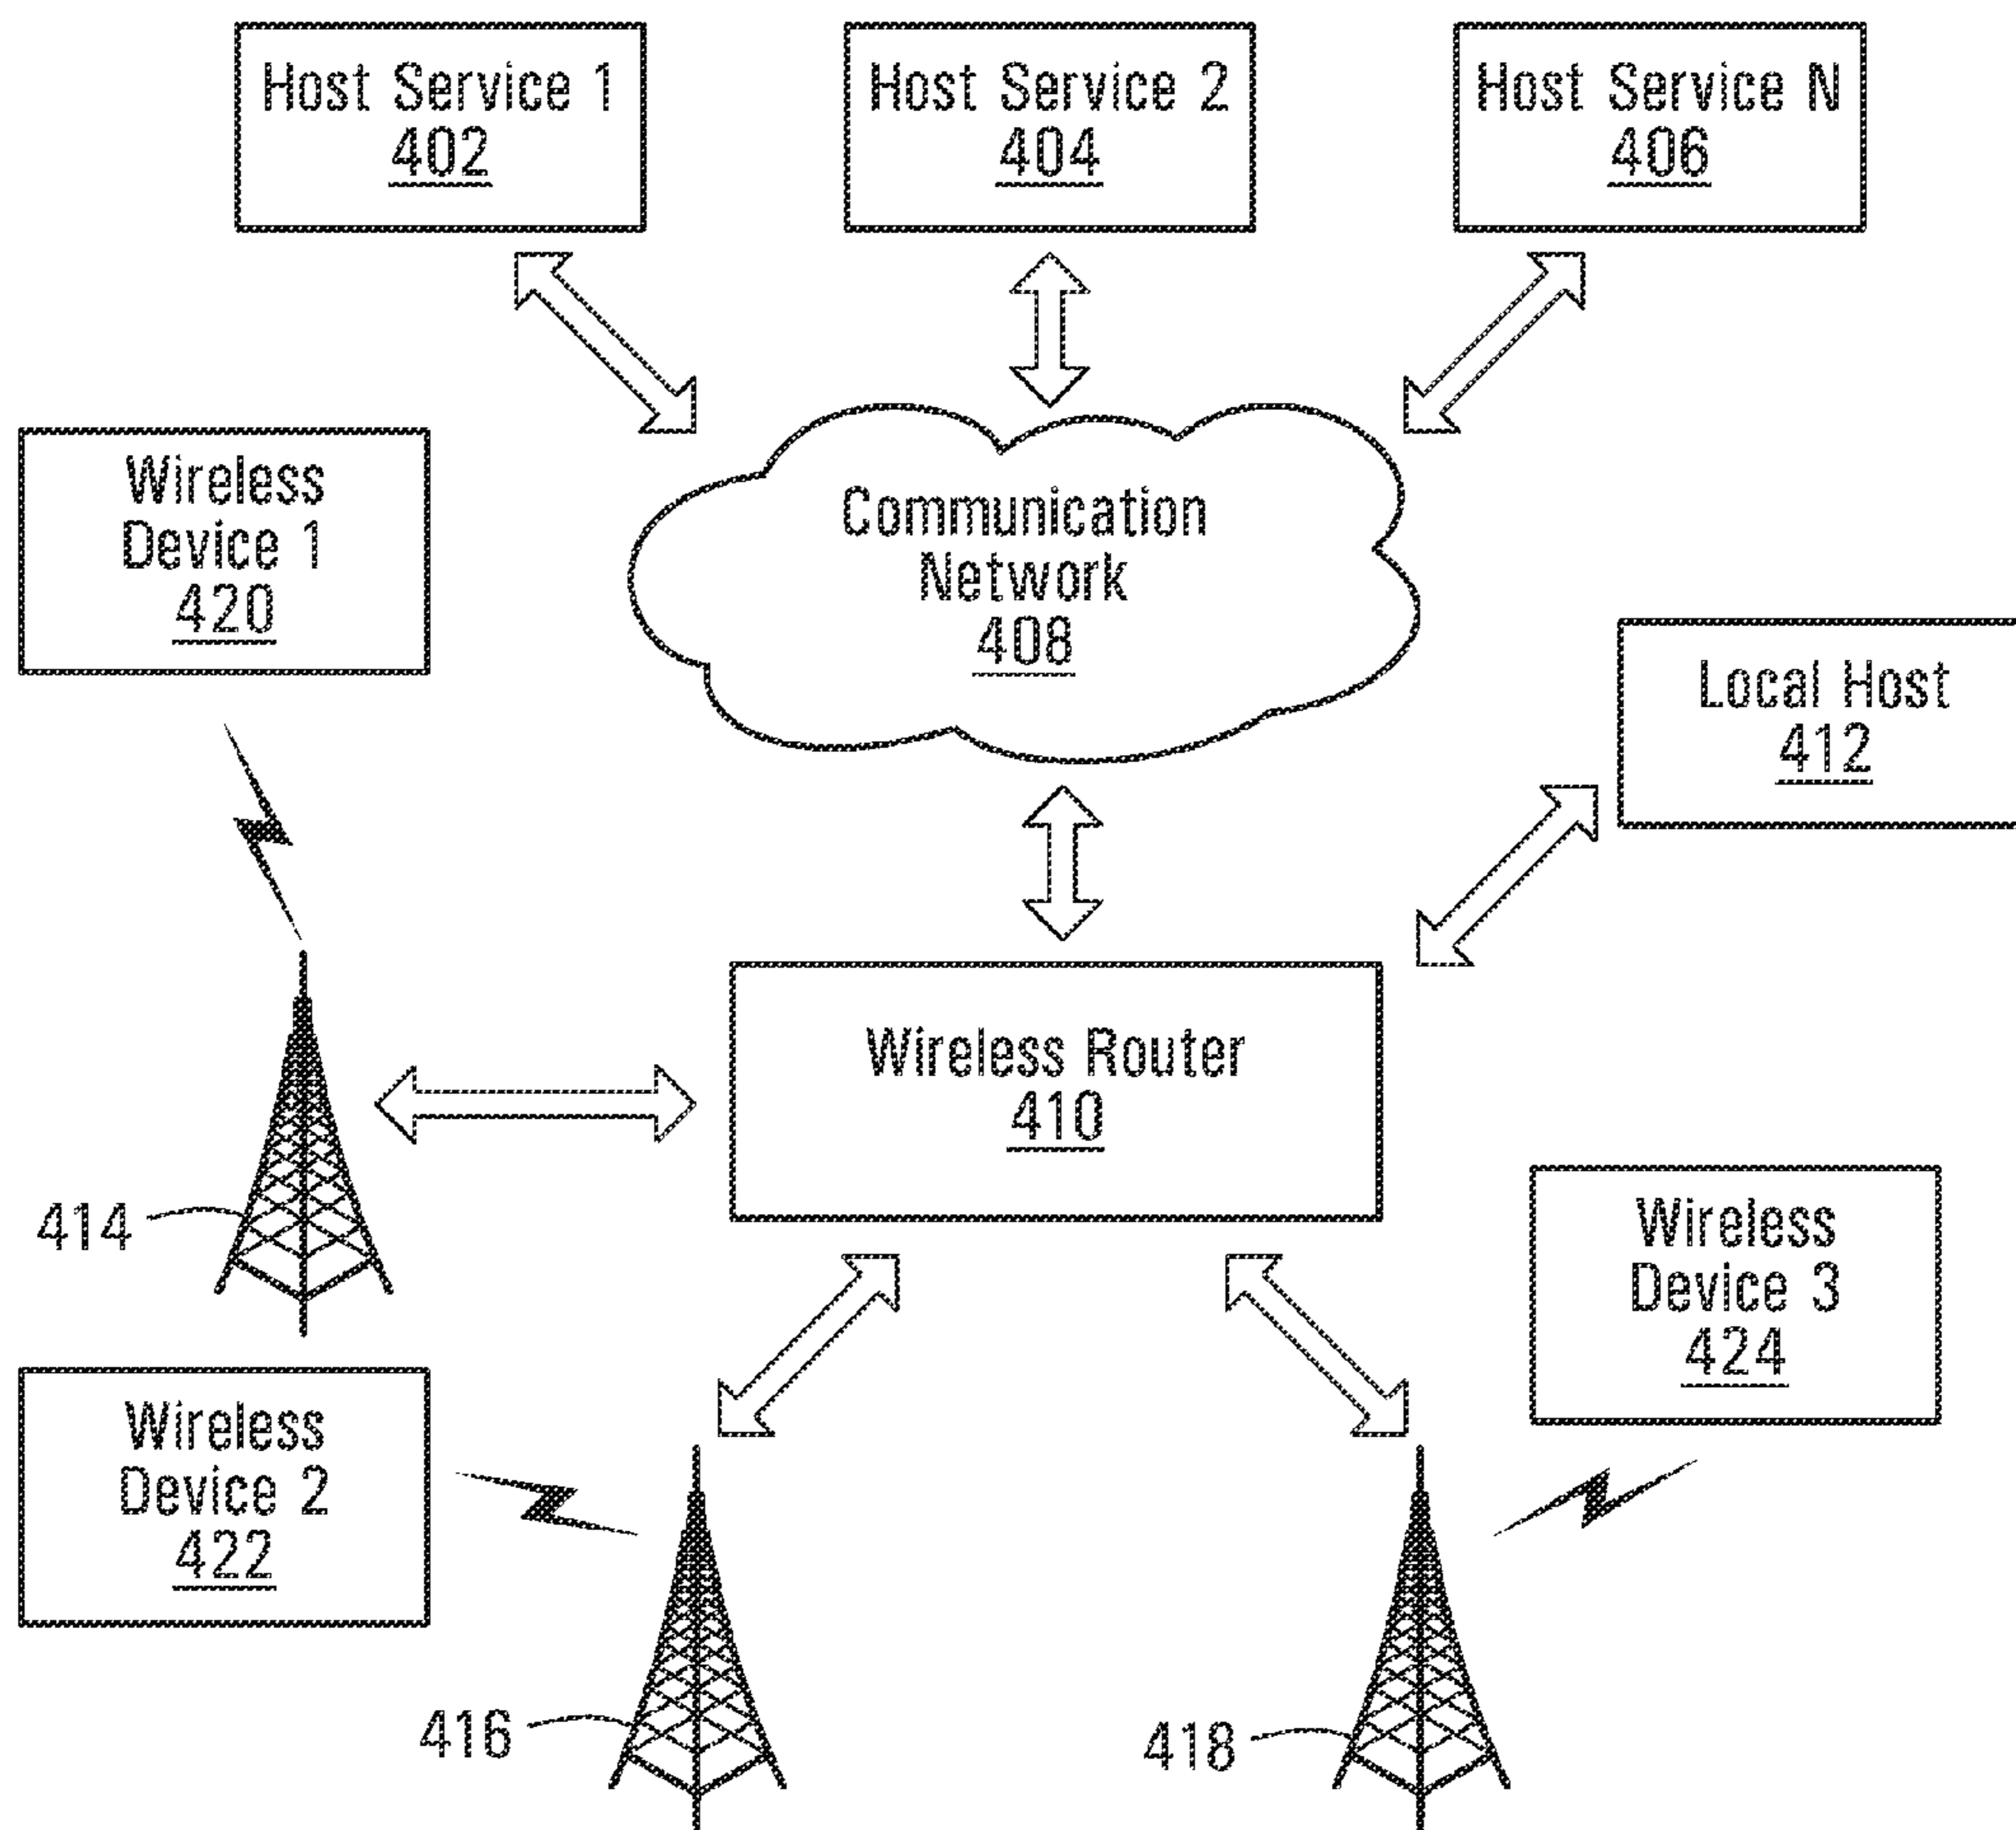 Host Service 1
402
Host Service 2
404
Host Service N
406
Wireless
Device 1
420
Communication
Network
408
Local Host
412
Wireless Router
410
414
Wireless
Device 3
424
Wireless
Device 2
422
416
418